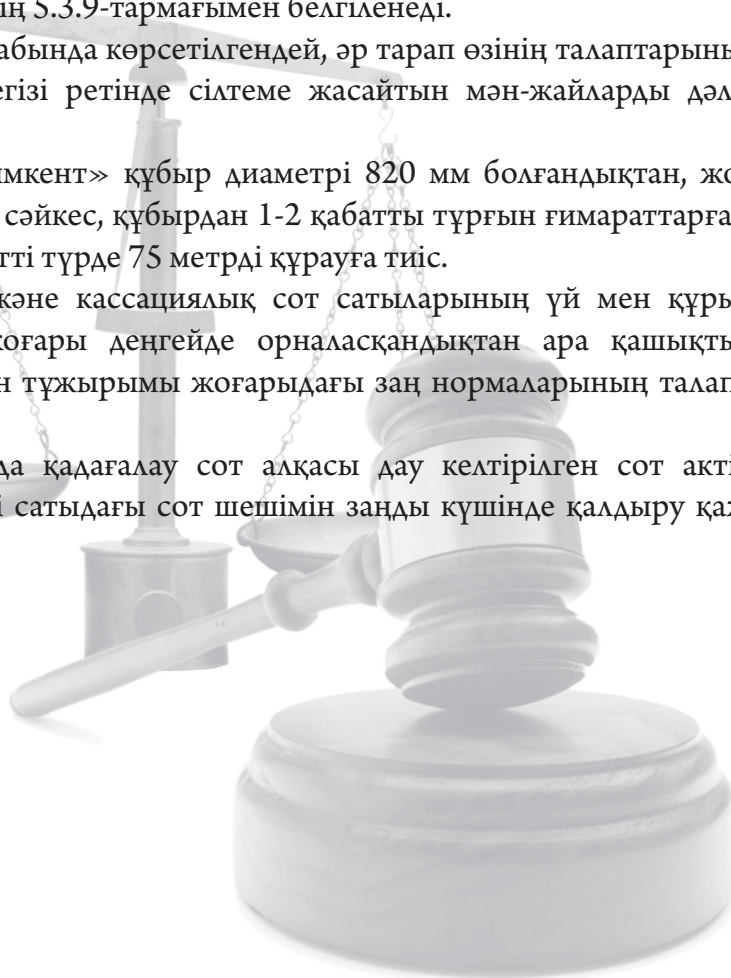 ң 5.3.9-тармағымен белгіленеді.
абында көрсетілгендей, әр тарап өзінің талаптарыны
егізі ретінде сілтеме жасайтын мән-жайларды дәл
мкент» құбыр диаметрі 820 мм болғандықтан, жо
сәйкес, құбырдан 1-2 қабатты тұрғын ғимараттарға
тті түрде 75 метрді құрауға тиіс.
және кассациялық сот сатыларының үй мен құры
жоғары деңгейде орналасқандықтан ара қашықты
н тұжырымы жоғарыдағы заң нормаларының талап
да қадағалау сот алқасы дау келтірілген сот акті
і сатыдағы сот шешімін заңды күшінде қалдыру қаж